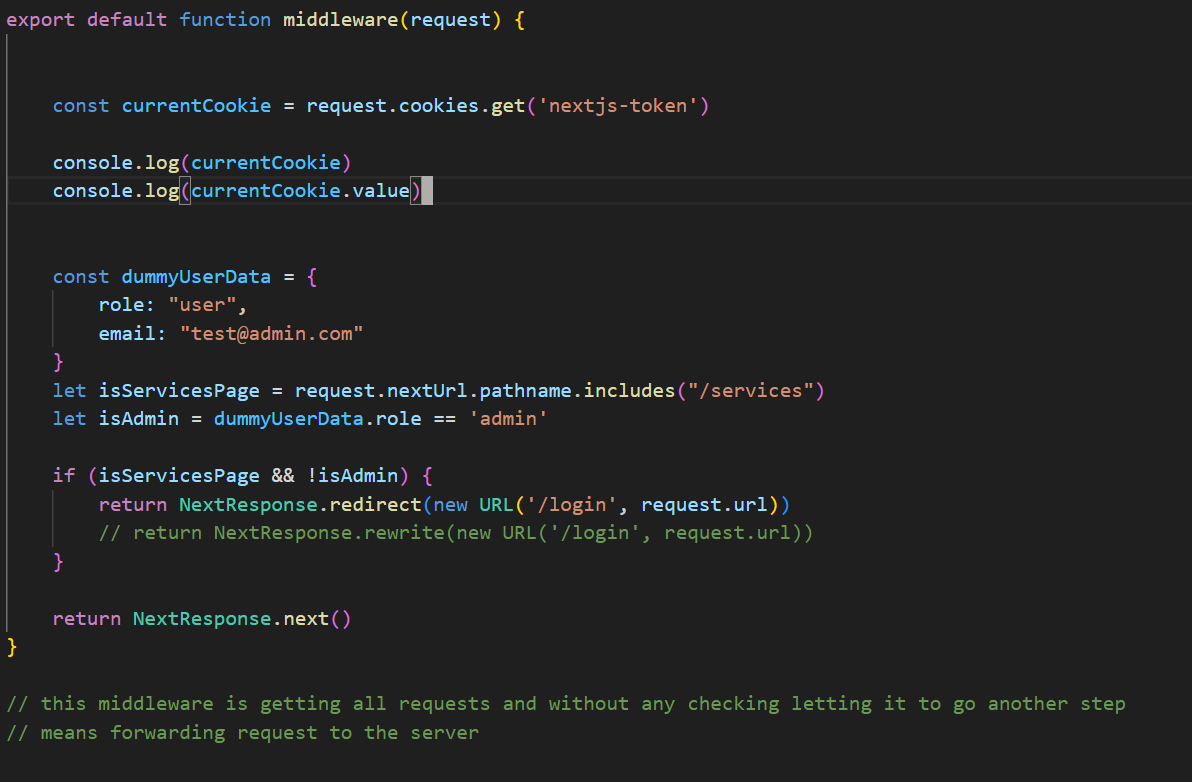 export default function middleware(request) {
const currentCookie = request.cookies.get('nextjs-token')
console.log(currentCookie)
console.log(currentCookie.value)
const dummyUserData = {
role: "user",
email: "test@admin.com"
}
let isServicesPage = request.nextUrl.pathname.includes("/services")
let isAdmin = dummyUserData.role == 'admin'
if (isServicesPage && !isAdmin) {
return NextResponse.redirect(new URL('/login', request.url))
// return NextResponse.rewrite(new URL('/login', request.url))
}
return NextResponse.next()
}
// this middleware is getting all requests and without any checking letting it to go another step
// means forwarding request to the server